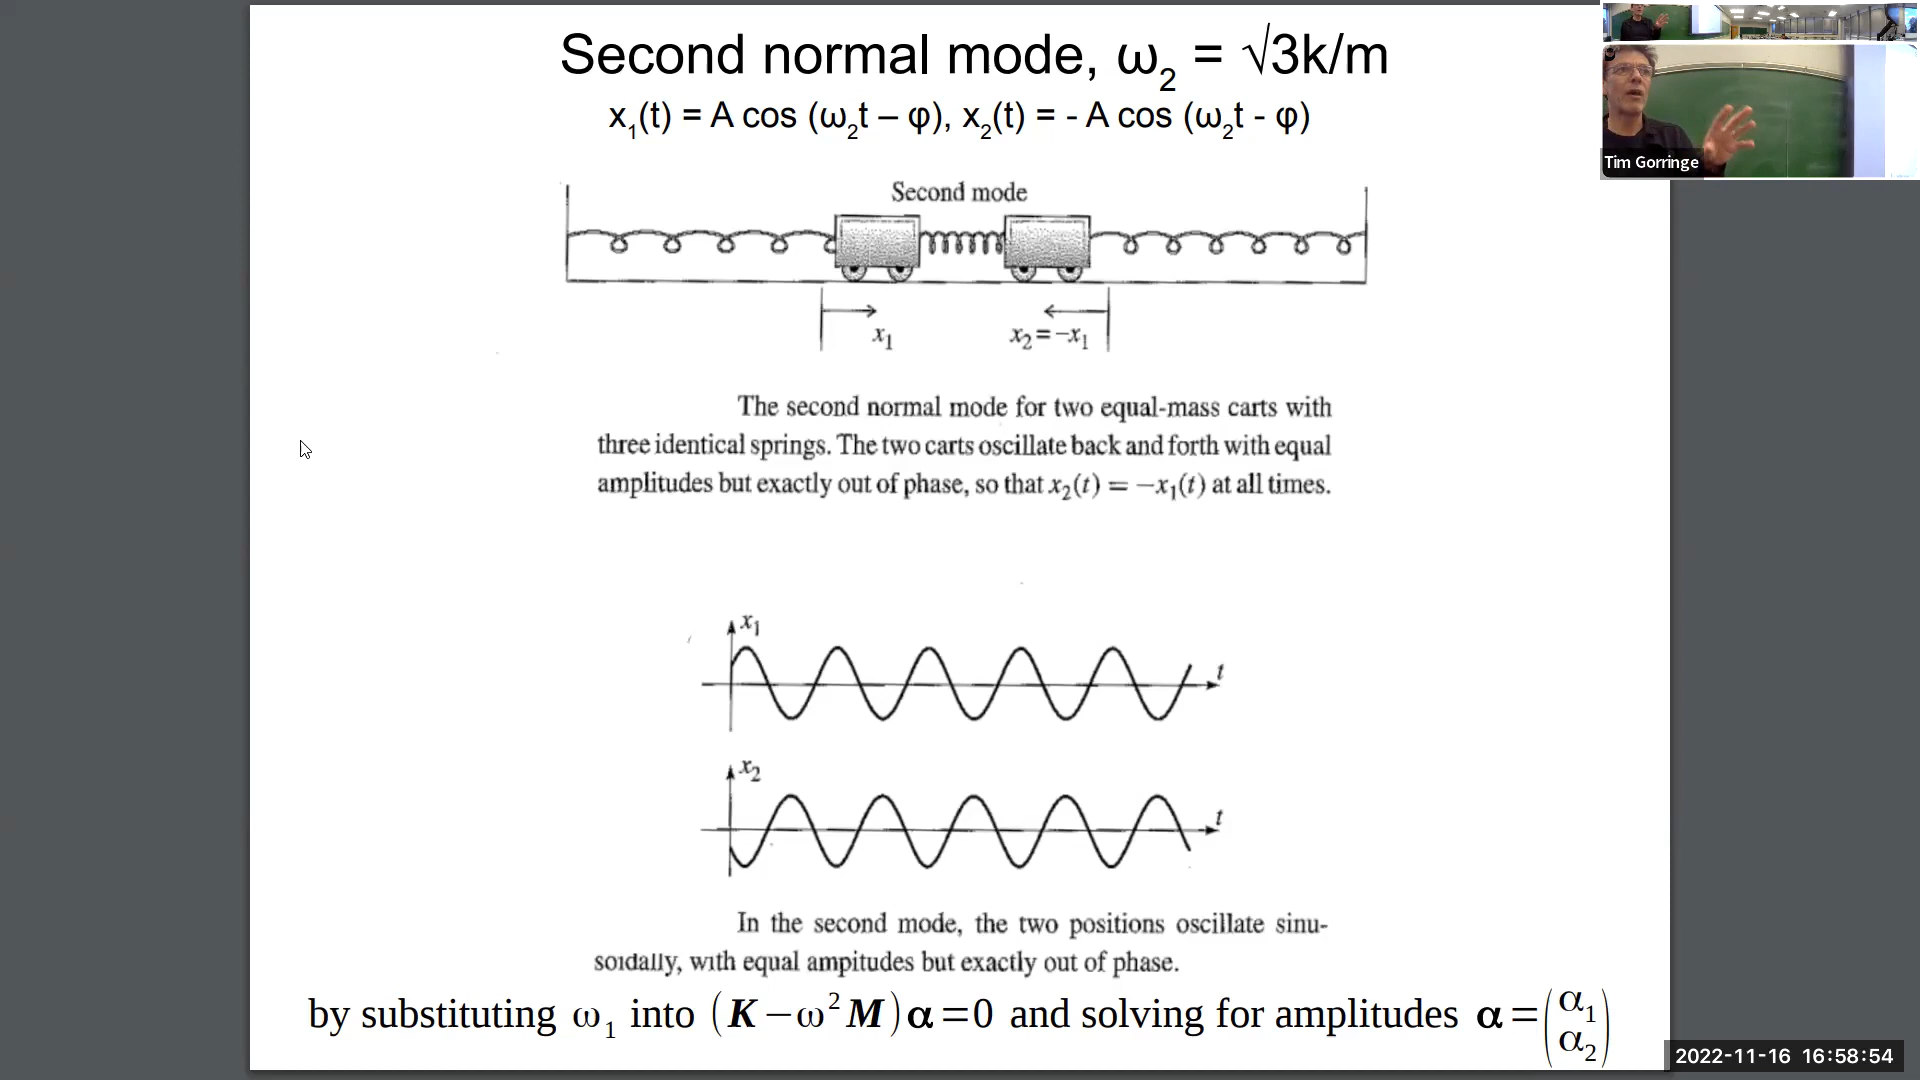 Second normal mode, ω₂ = √3k/m
x₁(t) = A cos (ω₂t – φ), x₂(t) = - A cos (ω₂t - φ)
Tim Gorringe
Second mode
x₁
x₂=−x₁
The second normal mode for two equal-mass carts with
three identical springs. The two carts oscillate back and forth with equal
amplitudes but exactly out of phase, so that x₂(t) = −x₁(t) at all times.
x₁
t
x₂
t
In the second mode, the two positions oscillate sinu-
soidally, with equal ampitudes but exactly out of phase.
by substituting ω₁ into (K−ω²M)α=0 and solving for amplitudes α=(α₁
α₂)
2022-11-16 16:58:54